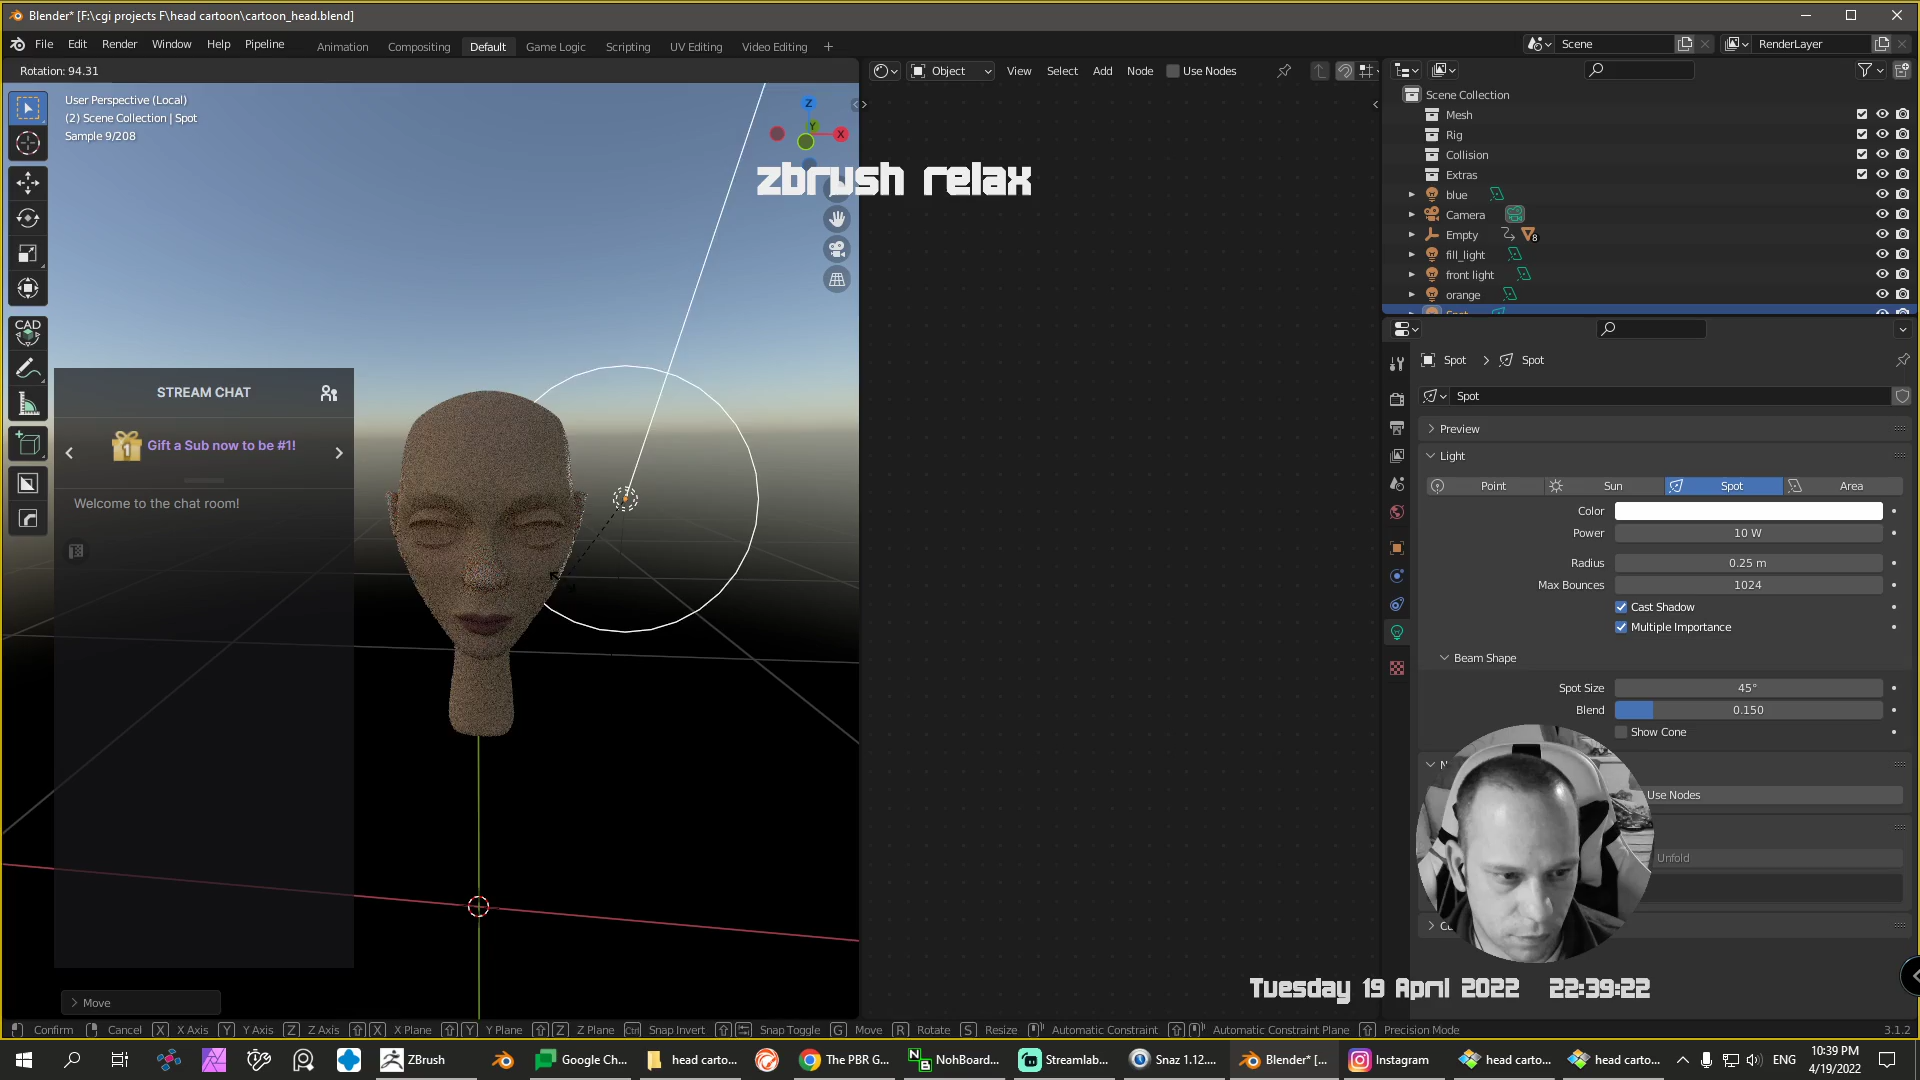 Blender* [F:\cgi projects F\head cartoon\cartoon_head.blend]
File Edit Render Window Help Pipeline Animation Compositing Default Game Logic Scripting UV Editing Video Editing + Scene RenderLayer
Rotation: 94.31
Object View Select Add Node Use Nodes
User Perspective (Local)
(2) Scene Collection | Spot
Sample 9/208
Z
Y
X
CAD
zbrush relax
Scene Collection
Mesh
Rig
Collision
Extras
blue
Camera
Empty 8
fill_light
front light
orange
Spot > Spot
Spot
Preview
Light
Point Sun Spot Area
Color
Power 10 W
Radius 0.25 m
Max Bounces 1024
Cast Shadow
Multiple Importance
Beam Shape
Spot Size 45°
Blend 0.150
Show Cone
Use Nodes
Unfold
STREAM CHAT
1 Gift a Sub now to be #1!
Welcome to the chat room!
Move
Tuesday 19 April 2022 22:39:22
Confirm Cancel X X Axis Y Y Axis Z Z Axis X X Plane Y Y Plane Z Z Plane Ctrl Snap Invert Snap Toggle G Move R Rotate S Resize Automatic Constraint Automatic Constraint Plane Precision Mode 3.1.2
ZBrush Google Ch... head carto... The PBR G... NohBoard... Streamlab... Snaz 1.12.... Blender* [... Instagram head carto... head carto... ENG
10:39 PM
4/19/2022